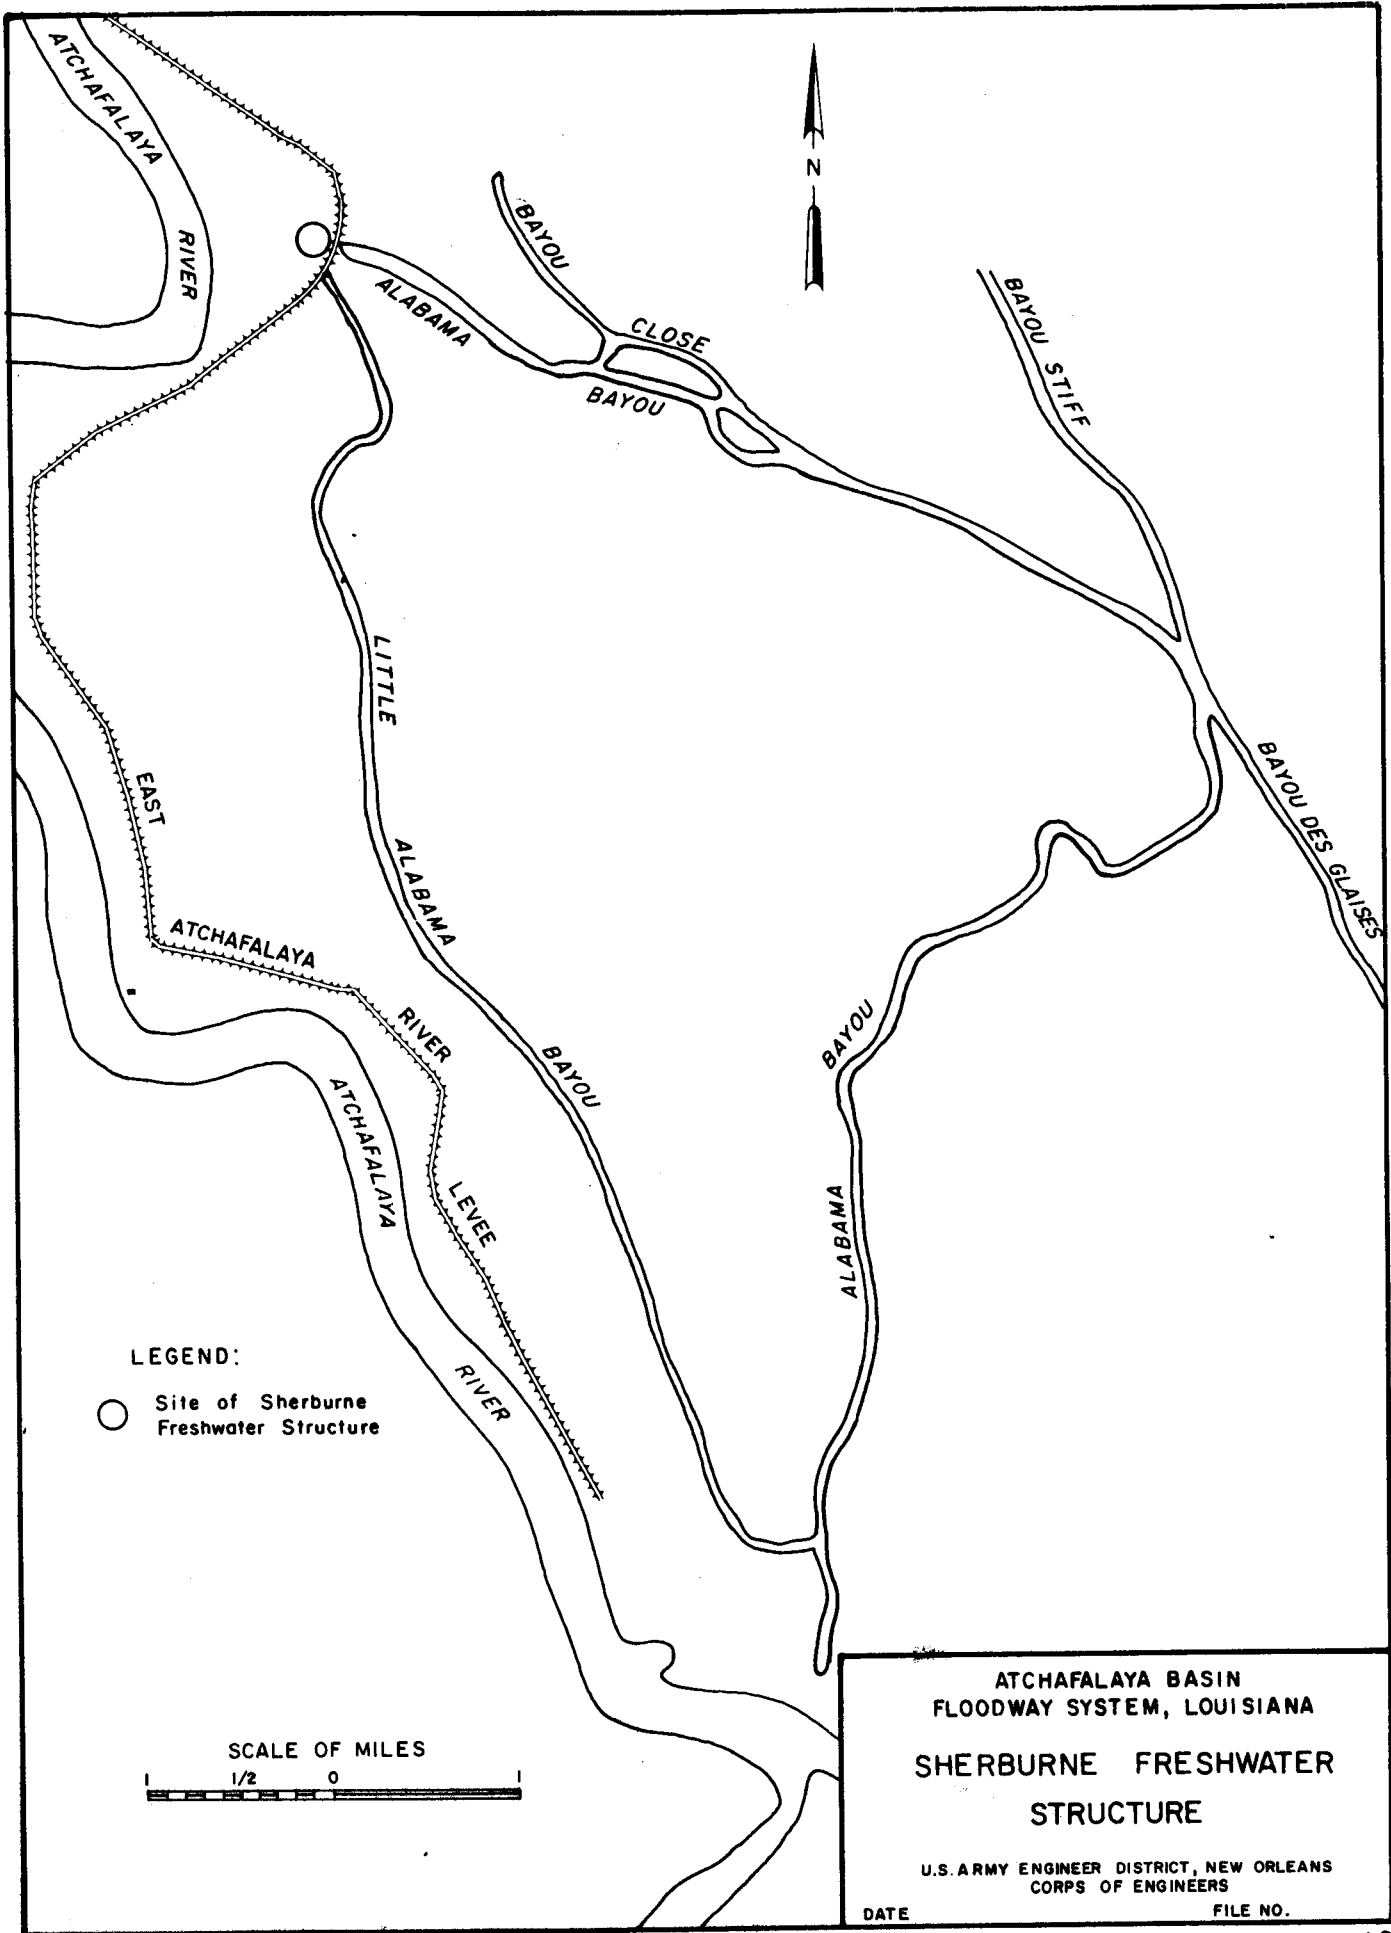 ATCHAFALAYA
RIVER
N
BAYOU
CLOSE
ALABAMA
BAYOU
BAYOU STIFF
LITTLE
ALABAMA
BAYOU
EAST
ATCHAFALAYA
RIVER
LEVEE
BAYOU DES GLAISES
BAYOU
ALABAMA
ATCHAFALAYA
RIVER
LEGEND:
Site of Sherburne
Freshwater Structure
SCALE OF MILES
1 1/2 0 1
ATCHAFALAYA BASIN
FLOODWAY SYSTEM, LOUISIANA
SHERBURNE FRESHWATER
STRUCTURE
U.S. ARMY ENGINEER DISTRICT, NEW ORLEANS
CORPS OF ENGINEERS
DATE FILE NO.